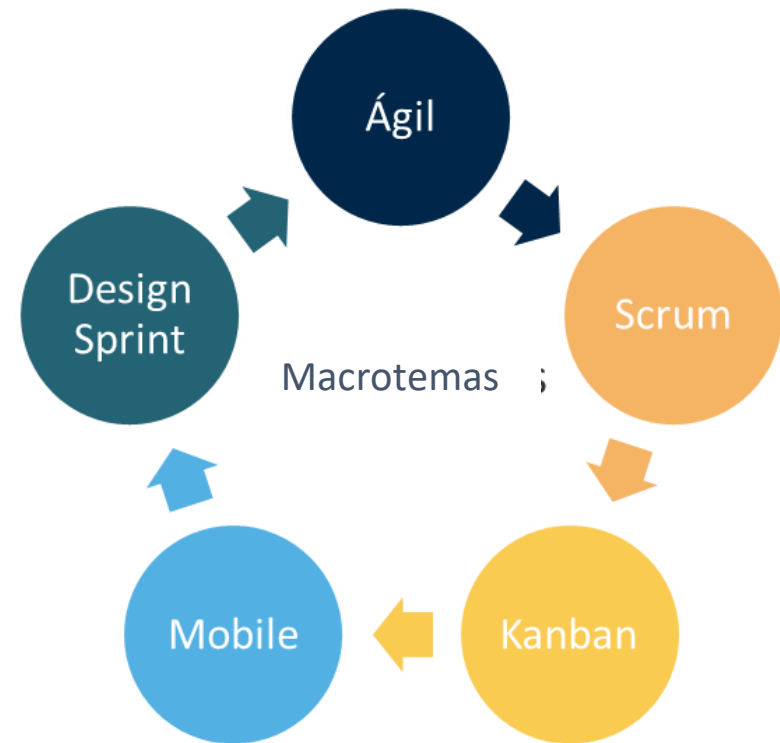 Ágil
Scrum
Kanban
Mobile
Design
Sprint
Macrotemas